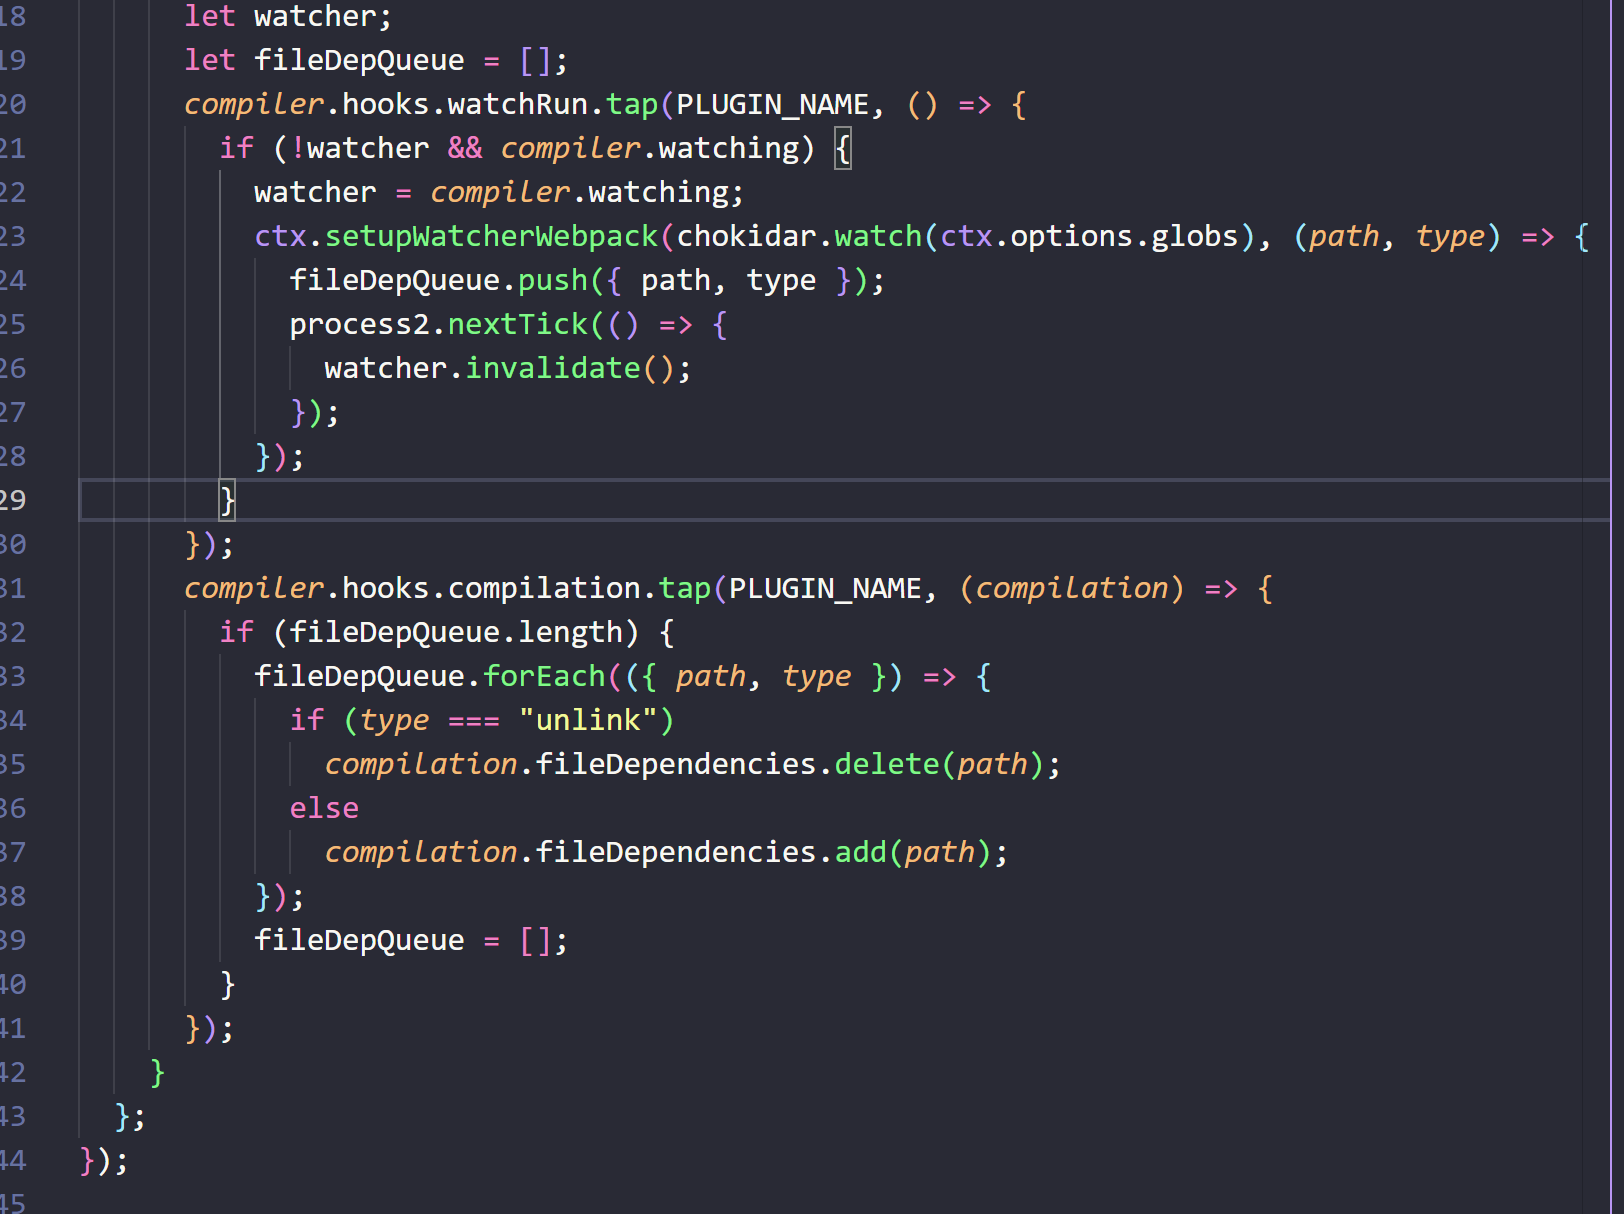 18 let watcher;
19 let fileDepQueue = [];
20 compiler.hooks.watchRun.tap(PLUGIN_NAME, () => {
21 if (!watcher && compiler.watching) {
22 watcher = compiler.watching;
23 ctx.setupWatcherWebpack(chokidar.watch(ctx.options.globs), (path, type) => {
24 fileDepQueue.push({ path, type });
25 process2.nextTick(() => {
26 watcher.invalidate();
27 });
28 });
29 }
30 });
31 compiler.hooks.compilation.tap(PLUGIN_NAME, (compilation) => {
32 if (fileDepQueue.length) {
33 fileDepQueue.forEach(({ path, type }) => {
34 if (type === "unlink")
35 compilation.fileDependencies.delete(path);
36 else
37 compilation.fileDependencies.add(path);
38 });
39 fileDepQueue = [];
40 }
41 });
42 }
43 };
44 });
45